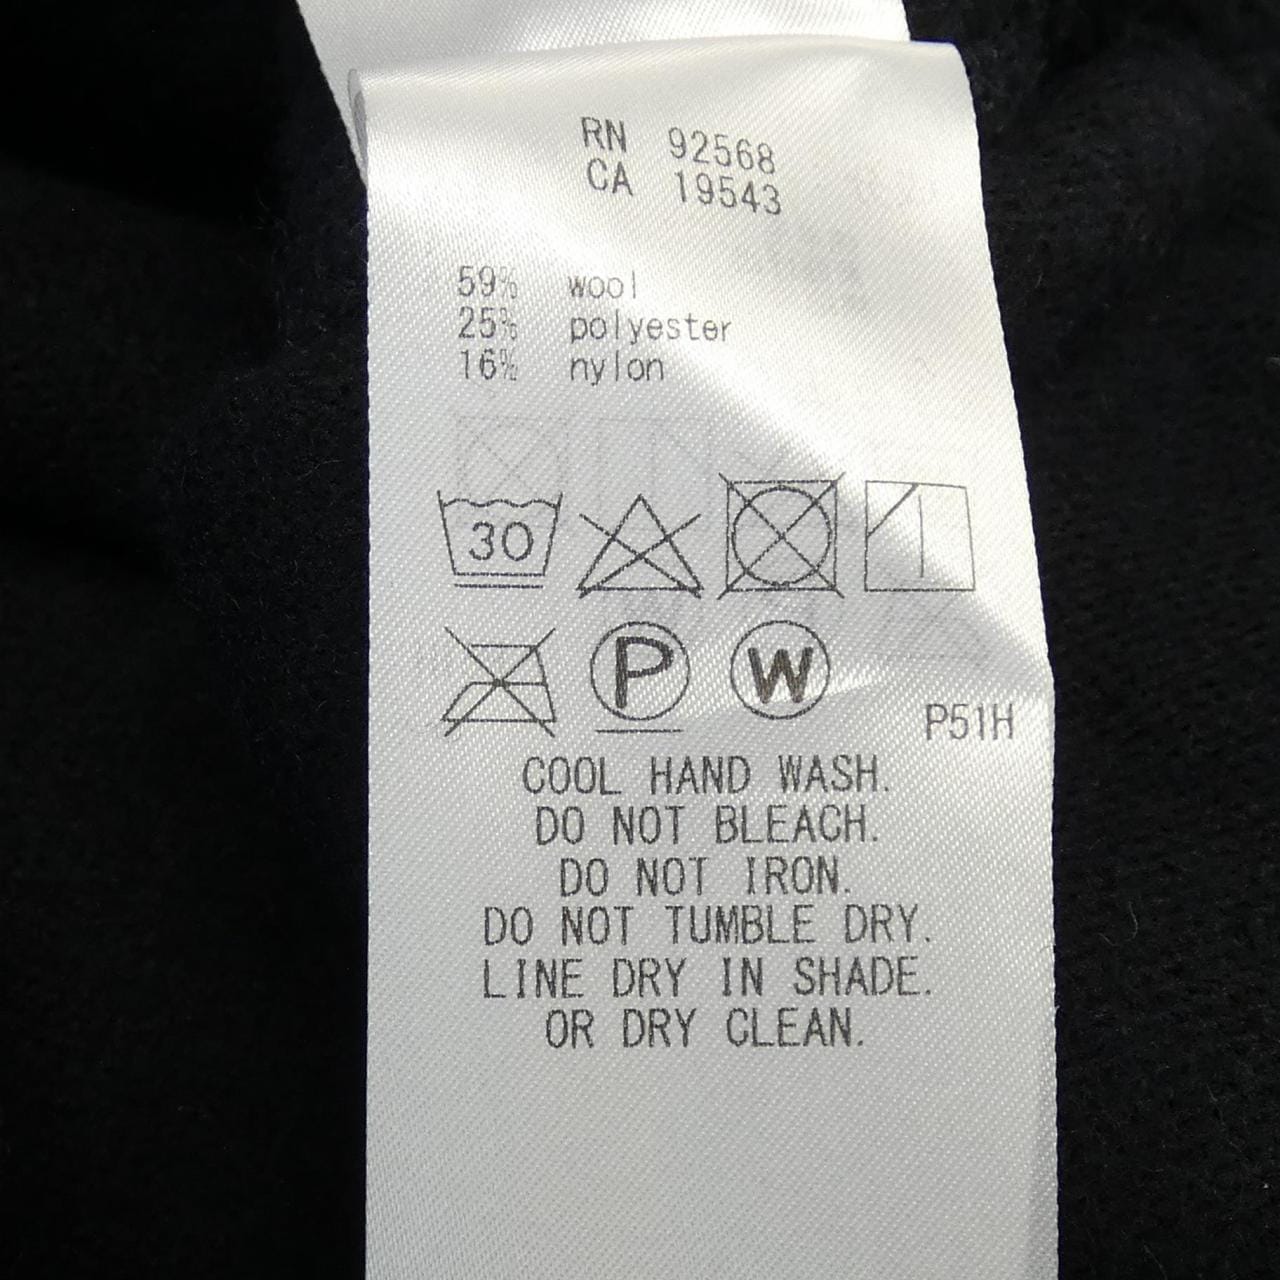 RN 92568
CA 19543
59% wool
25% polyester
16% nylon
30
P W
P51H
COOL HAND WASH.
DO NOT BLEACH.
DO NOT IRON.
DO NOT TUMBLE DRY.
LINE DRY IN SHADE.
OR DRY CLEAN.